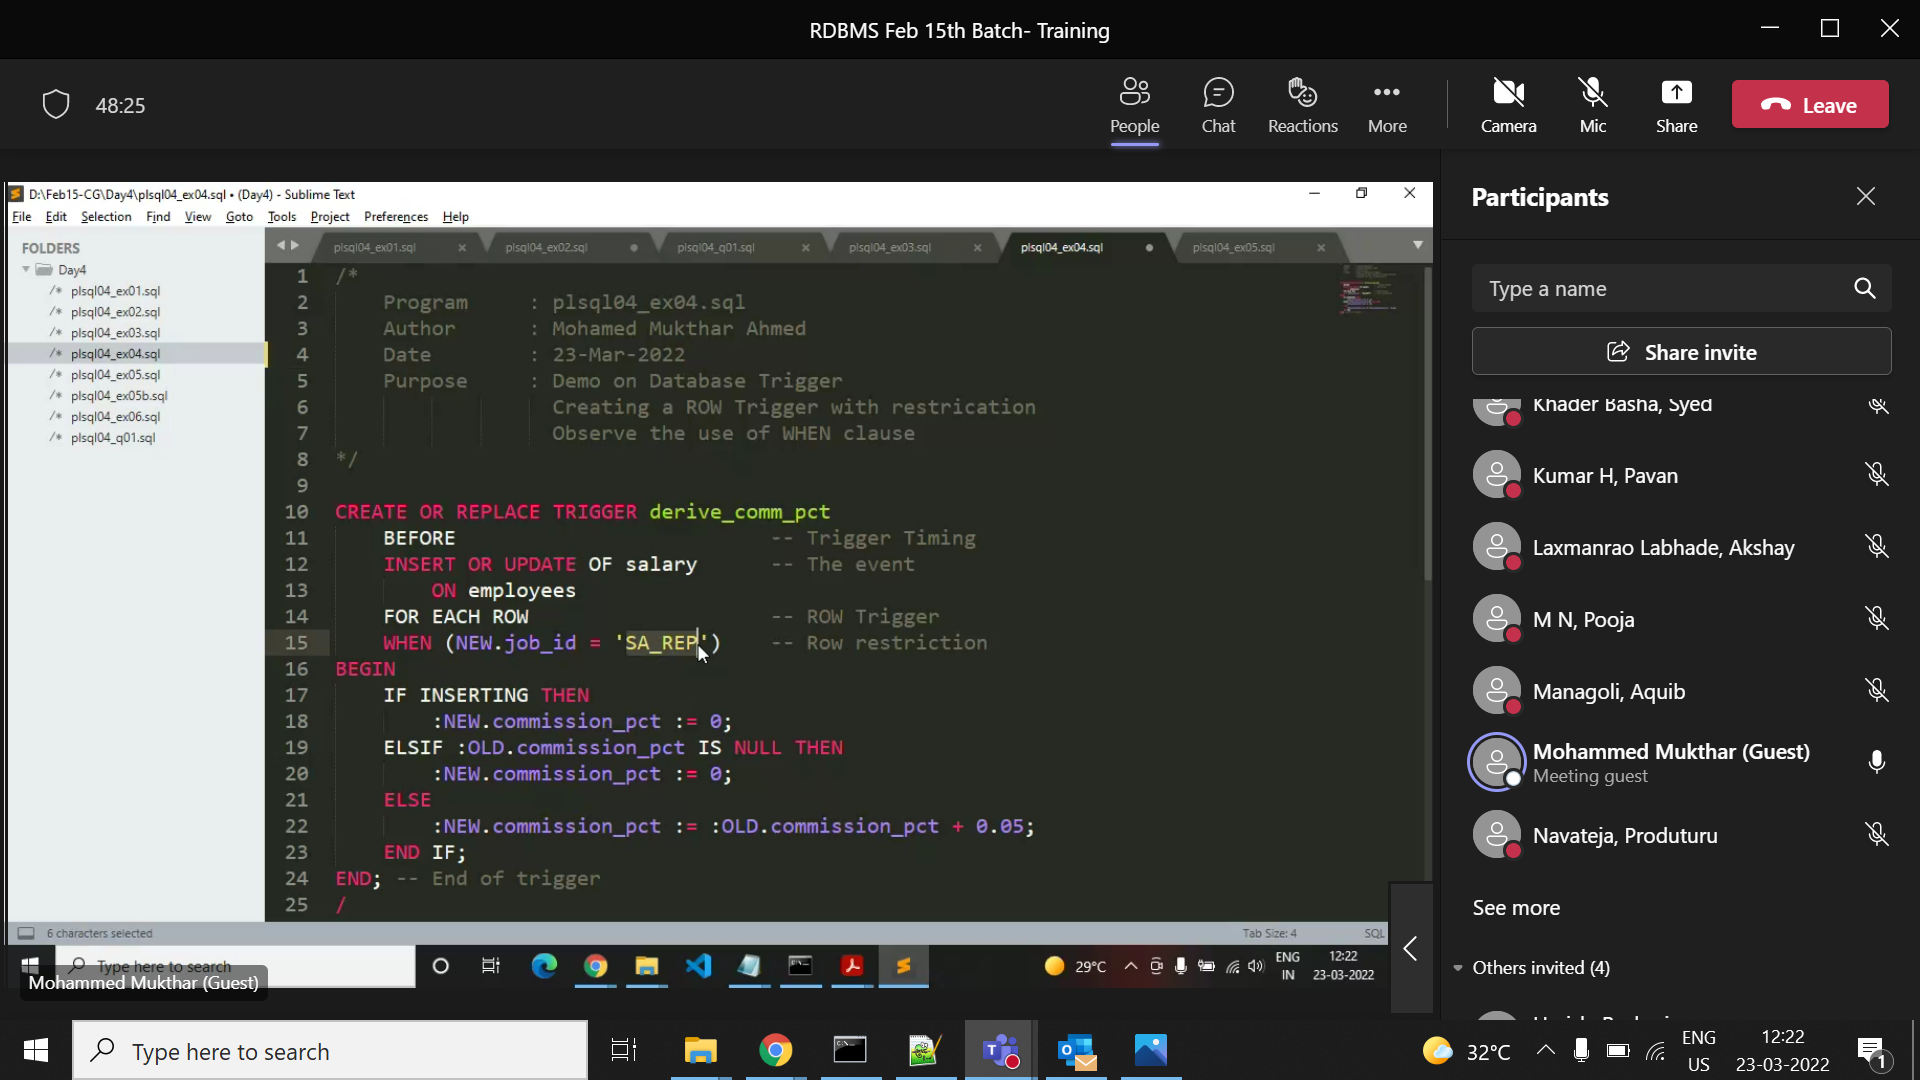 RDBMS Feb 15th Batch- Training
48:25
People
Chat
Reactions
More
Camera
Mic
Share
Leave
D:\Feb15-CG\Day4\plsql04_ex04.sql • (Day4) - Sublime Text
File Edit Selection Find View Goto Tools Project Preferences Help
FOLDERS
Day4
/* plsql04_ex01.sql
/* plsql04_ex02.sql
/* plsql04_ex03.sql
/* plsql04_ex04.sql
/* plsql04_ex05.sql
/* plsql04_ex05b.sql
/* plsql04_ex06.sql
/* plsql04_q01.sql
plsql04_ex01.sql
plsql04_ex02.sql
plsql04_q01.sql
plsql04_ex03.sql
plsql04_ex04.sql
plsql04_ex05.sql
1 /*
2 Program : plsql04_ex04.sql
3 Author : Mohamed Mukthar Ahmed
4 Date : 23-Mar-2022
5 Purpose : Demo on Database Trigger
6 Creating a ROW Trigger with restrication
7 Observe the use of WHEN clause
8 */
9
10 CREATE OR REPLACE TRIGGER derive_comm_pct
11 BEFORE -- Trigger Timing
12 INSERT OR UPDATE OF salary -- The event
13 ON employees
14 FOR EACH ROW -- ROW Trigger
15 WHEN (NEW.job_id = 'SA_REP') -- Row restriction
16 BEGIN
17 IF INSERTING THEN
18 :NEW.commission_pct := 0;
19 ELSIF :OLD.commission_pct IS NULL THEN
20 :NEW.commission_pct := 0;
21 ELSE
22 :NEW.commission_pct := :OLD.commission_pct + 0.05;
23 END IF;
24 END; -- End of trigger
25 /
6 characters selected
Tab Size: 4
SQL
Type here to search
Mohammed Mukthar (Guest)
29°C
ENG
IN
12:22
23-03-2022
Participants
Type a name
Share invite
Khader Basha, Syed
Kumar H, Pavan
Laxmanrao Labhade, Akshay
M N, Pooja
Managoli, Aquib
Mohammed Mukthar (Guest)
Meeting guest
Navateja, Produturu
See more
Others invited (4)
Type here to search
32°C
ENG
US
12:22
23-03-2022
1